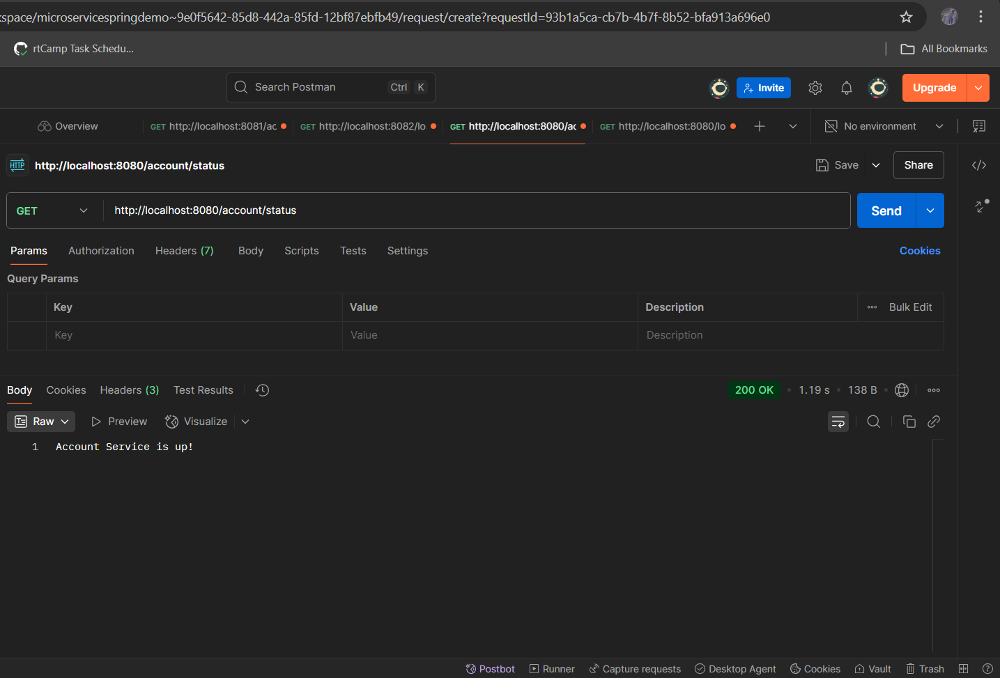 kspace/microservicespringdemo~9e0f5642-85d8-442a-85fd-12bf87ebfb49/request/create?requestId=93b1a5ca-cb7b-4b7f-8b52-bfa913a696e0
rtCamp Task Schedu...
All Bookmarks
Search Postman Ctrl K
Invite
Upgrade
Overview
GET http://localhost:8081/ac
GET http://localhost:8082/lo
GET http://localhost:8080/ac
GET http://localhost:8080/lo
No environment
HTTP http://localhost:8080/account/status
Save
Share
GET http://localhost:8080/account/status
Send
Params Authorization Headers (7) Body Scripts Tests Settings
Cookies
Query Params
Key Value Description Bulk Edit
Key Value Description
Body Cookies Headers (3) Test Results
200 OK • 1.19 s • 138 B •
Raw Preview Visualize
1 Account Service is up!
Postbot Runner Capture requests Desktop Agent Cookies Vault Trash